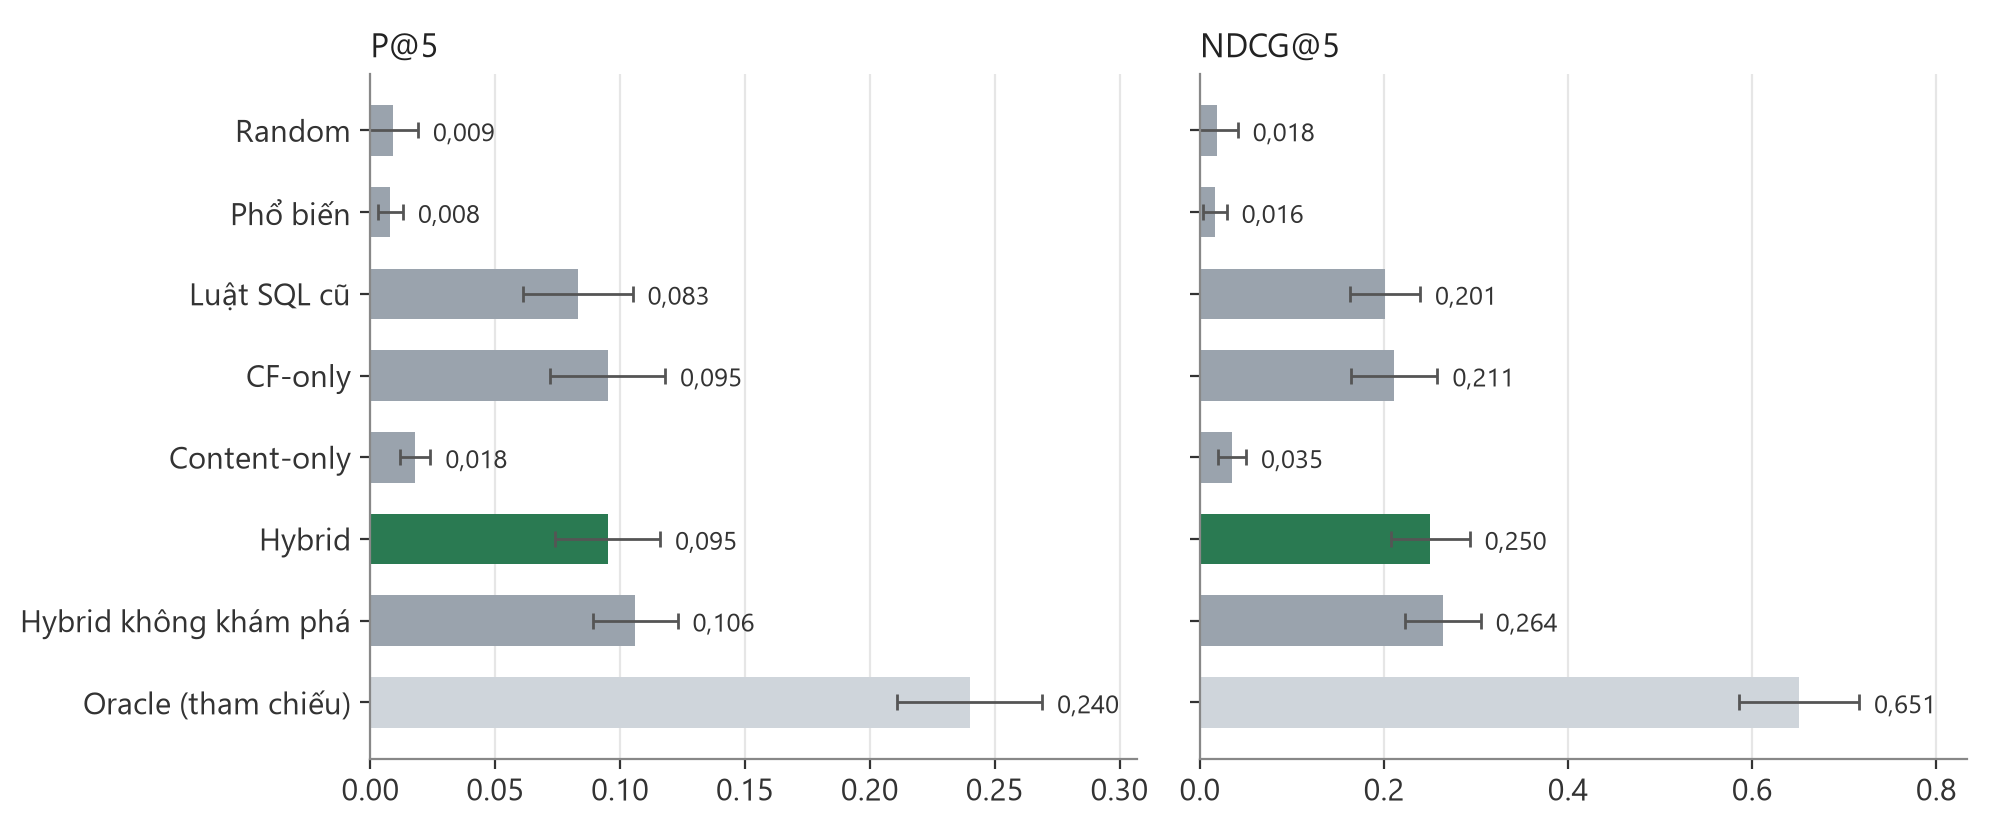 P@5
Random
0,009
Phổ biến
0,008
Luật SQL cũ
0,083
CF-only
0,095
Content-only
0,018
Hybrid
0,095
Hybrid không khám phá
0,106
Oracle (tham chiếu)
0,240
0.00 0.05 0.10 0.15 0.20 0.25 0.30
NDCG@5
0,018
0,016
0,201
0,211
0,035
0,250
0,264
0,651
0.0 0.2 0.4 0.6 0.8